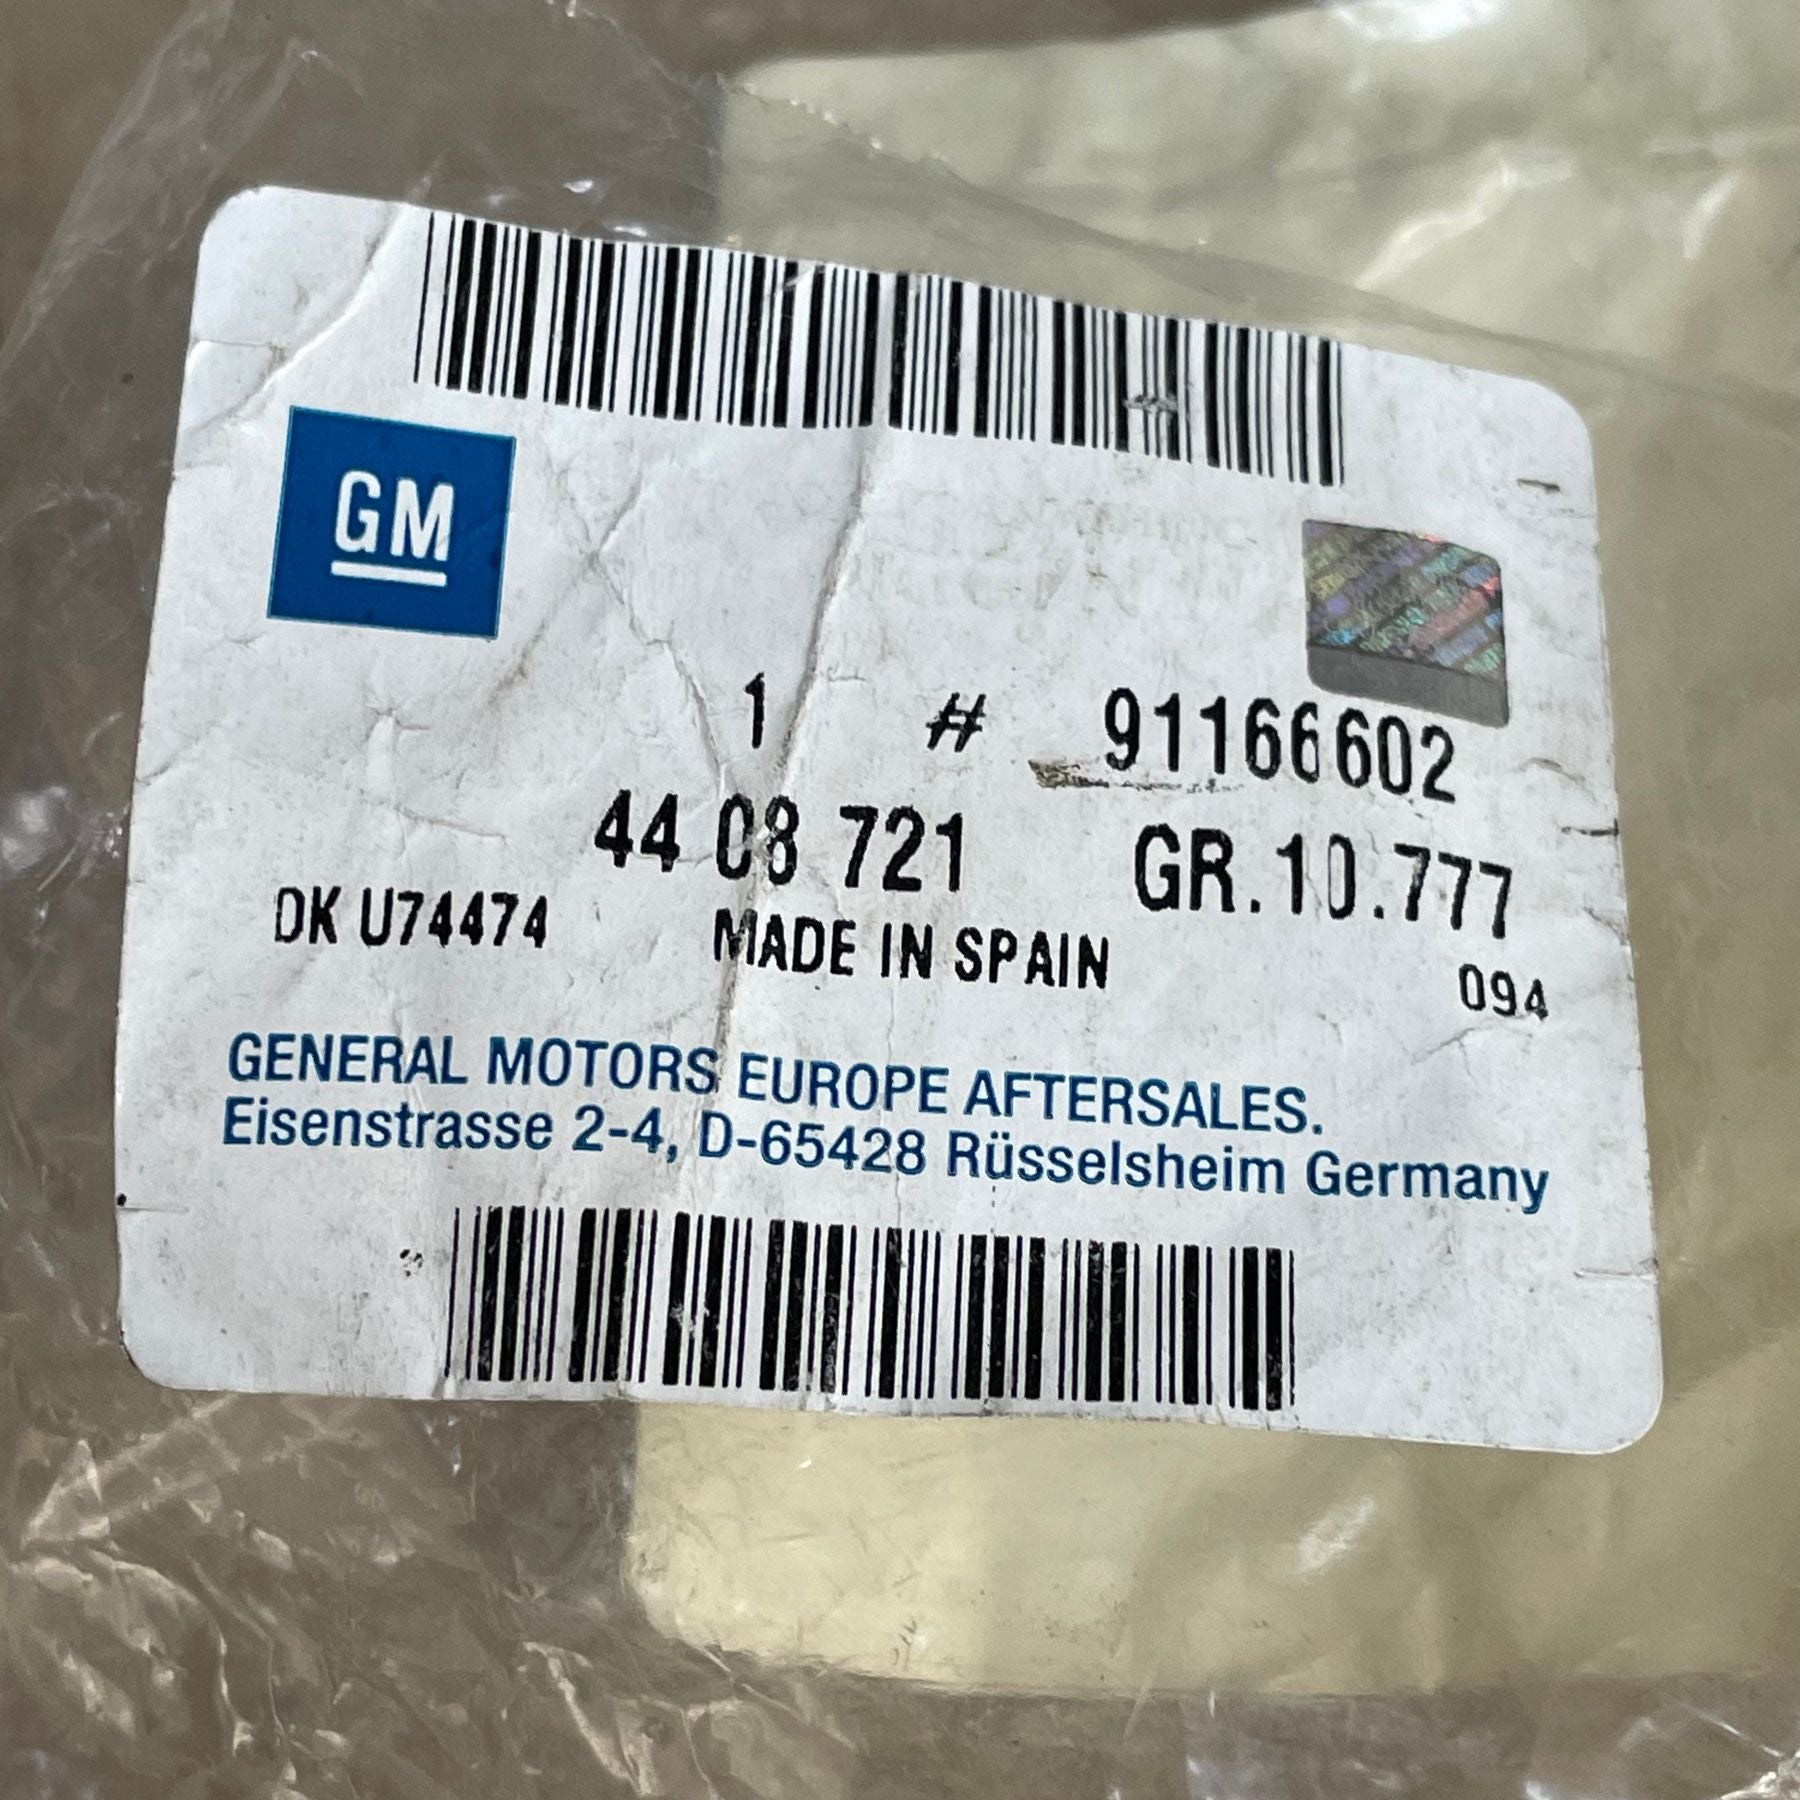 GM
1 # 91166602
44 08 721 GR.10.777
DK U74474 MADE IN SPAIN 094
GENERAL MOTORS EUROPE AFTERSALES.
Eisenstrasse 2-4, D-65428 Rüsselsheim Germany